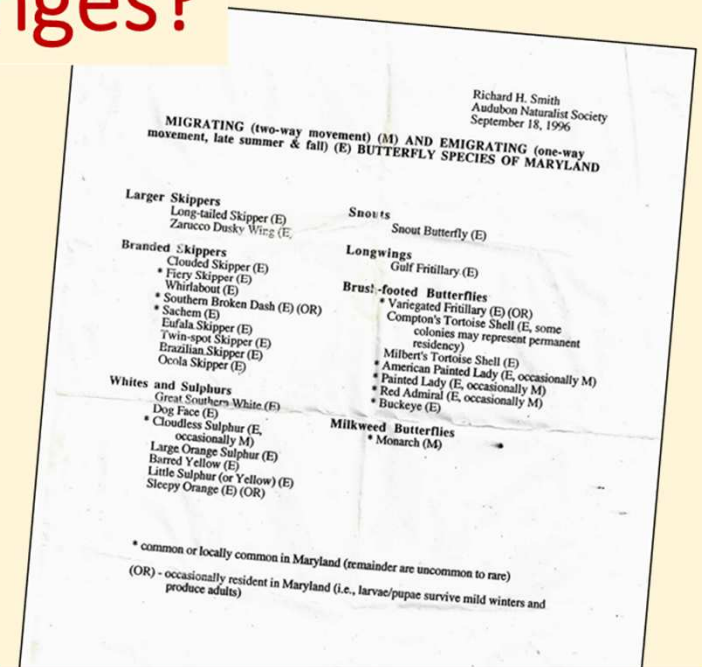 nges?
Richard H. Smith
Audubon Naturalist Society
September 18, 1996
MIGRATING (two-way movement) (M) AND EMIGRATING (one-way
movement, late summer & fall) (E) BUTTERFLY SPECIES OF MARYLAND
Larger Skippers
Long-tailed Skipper (E)
Zarucco Dusky Wing (E,
Branded Skippers
Clouded Skipper (E)
* Fiery Skipper (E)
Whirlabout (E)
* Southern Broken Dash (E) (OR)
* Sachem (E)
Eufala Skipper (E)
Twin-spot Skipper (E)
Brazilian Skipper (E)
Ocola Skipper (E)
Whites and Sulphurs
Great Southern White (E)
Dog Face (E)
* Cloudless Sulphur (E,
occasionally M)
Large Orange Sulphur (E)
Barred Yellow (E)
Little Sulphur (or Yellow) (E)
Sleepy Orange (E) (OR)
Snouts
Snout Butterfly (E)
Longwings
Gulf Fritillary (E)
Brush-footed Butterflies
* Variegated Fritillary (E) (OR)
Compton's Tortoise Shell (E, some
colonies may represent permanent
residency)
Milbert's Tortoise Shell (E)
* American Painted Lady (E, occasionally M)
* Painted Lady (E, occasionally M)
* Red Admiral (E, occasionally M)
* Buckeye (E)
Milkweed Butterflies
* Monarch (M)
* common or locally common in Maryland (remainder are uncommon to rare)
(OR) - occasionally resident in Maryland (i.e., larvae/pupae survive mild winters and
produce adults)